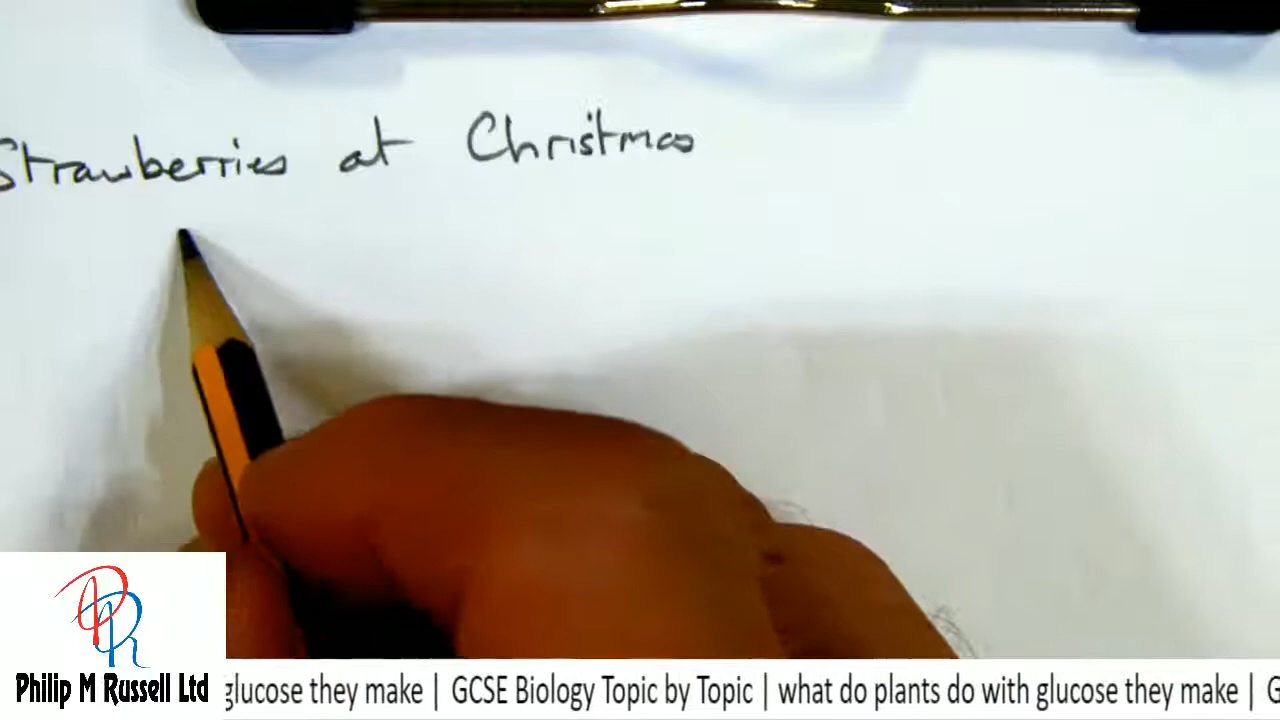 Strawberries at Christmas
Philip M Russell Ltd
glucose they make | GCSE Biology Topic by Topic | what do plants do with glucose they make | G